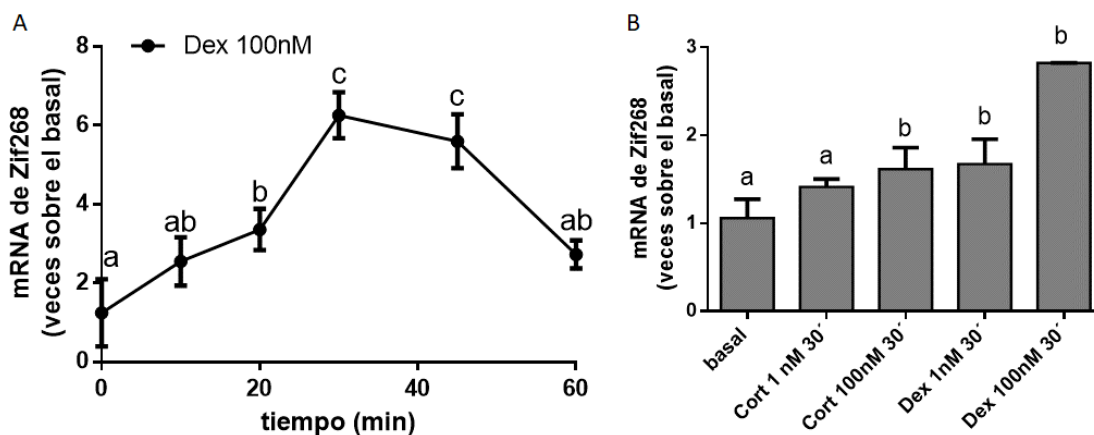 A
Dex 100nM
mRNA de Zif268
(veces sobre el basal)
8
6
4
2
0
a
ab
b
c
c
ab
0
20
40
60
tiempo (min)
B
mRNA de Zif268
(veces sobre el basal)
3
2
1
0
a
a
b
b
b
basal
Cort 1 nM 30´
Cort 100nM 30´
Dex 1nM 30´
Dex 100nM 30´